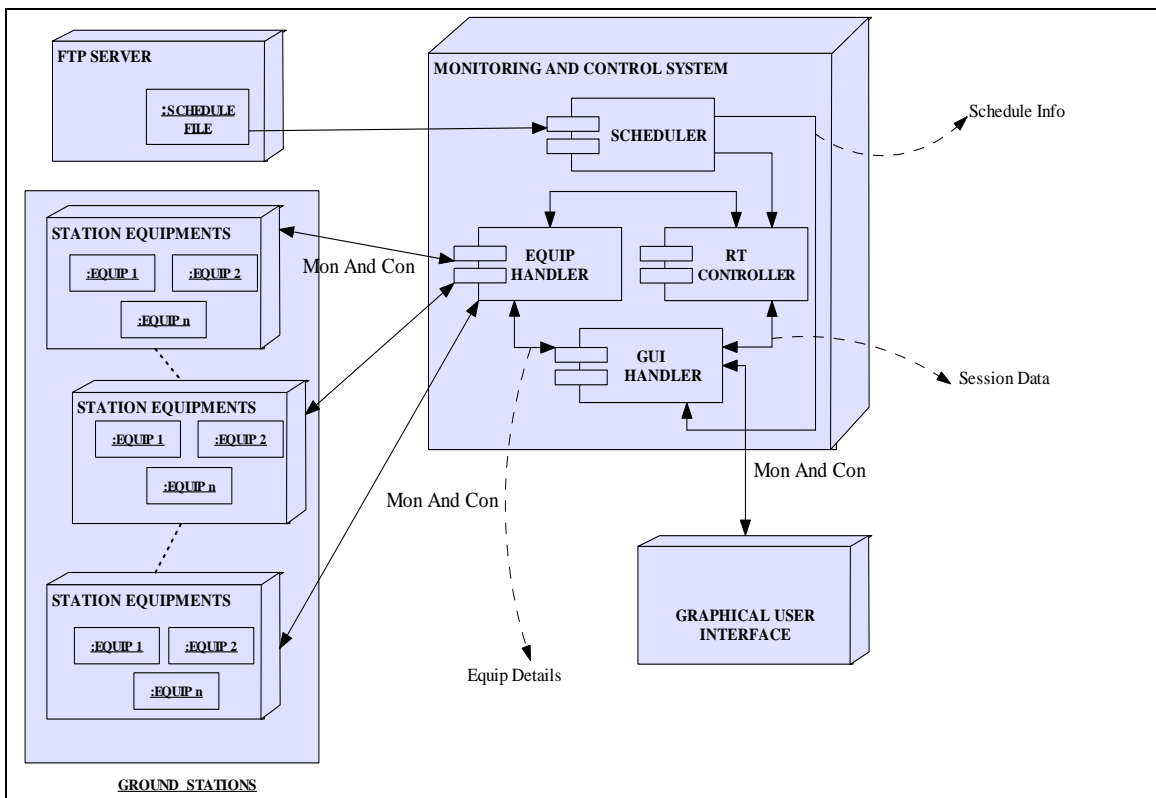 FTP SERVER
:SCHEDULE
FILE
MONITORING AND CONTROL SYSTEM
SCHEDULER
Schedule Info
STATION EQUIPMENTS
:EQUIP 1
:EQUIP 2
:EQUIP n
Mon And Con
EQUIP
HANDLER
RT
CONTROLLER
GUI
HANDLER
Session Data
STATION EQUIPMENTS
:EQUIP 1
:EQUIP 2
:EQUIP n
Mon And Con
Mon And Con
STATION EQUIPMENTS
:EQUIP 1
:EQUIP 2
:EQUIP n
GRAPHICAL USER
INTERFACE
Equip Details
GROUND STATIONS